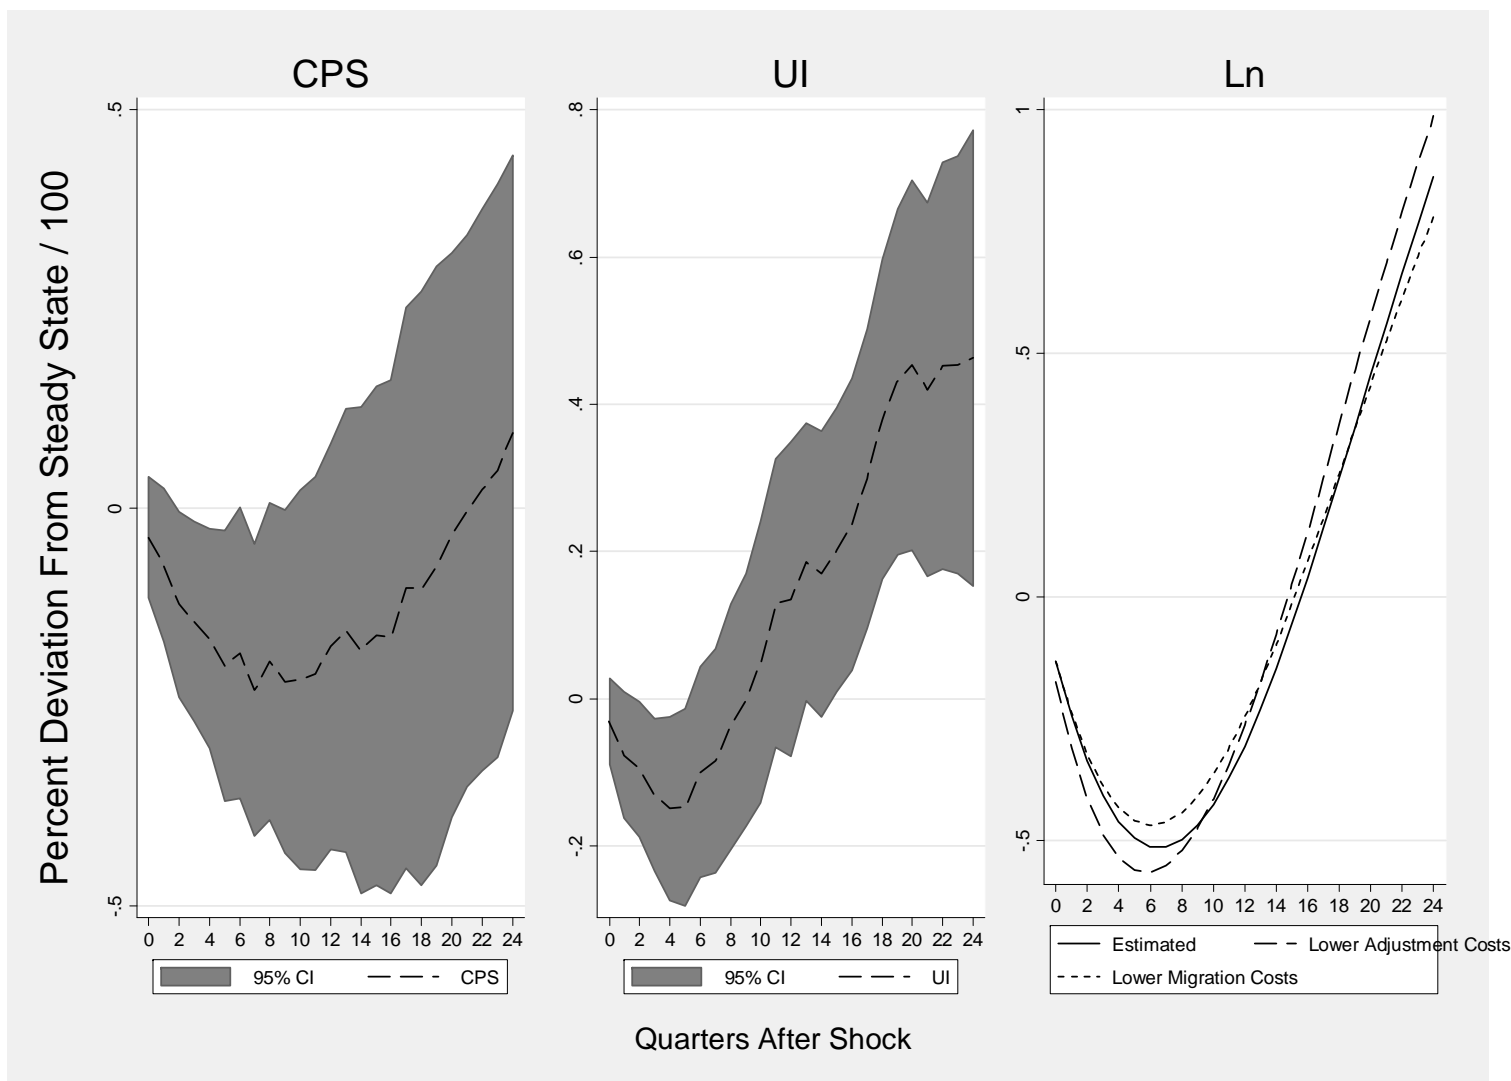 CPS
UI
Ln
Percent Deviation From Steady State / 100
.5
0
-.5
0 2 4 6 8 10 12 14 16 18 20 22 24
95% CI CPS
.8
.6
.4
.2
0
-.2
0 2 4 6 8 10 12 14 16 18 20 22 24
95% CI UI
1
.5
0
-.5
0 2 4 6 8 10 12 14 16 18 20 22 24
Estimated Lower Adjustment Costs
Lower Migration Costs
Quarters After Shock